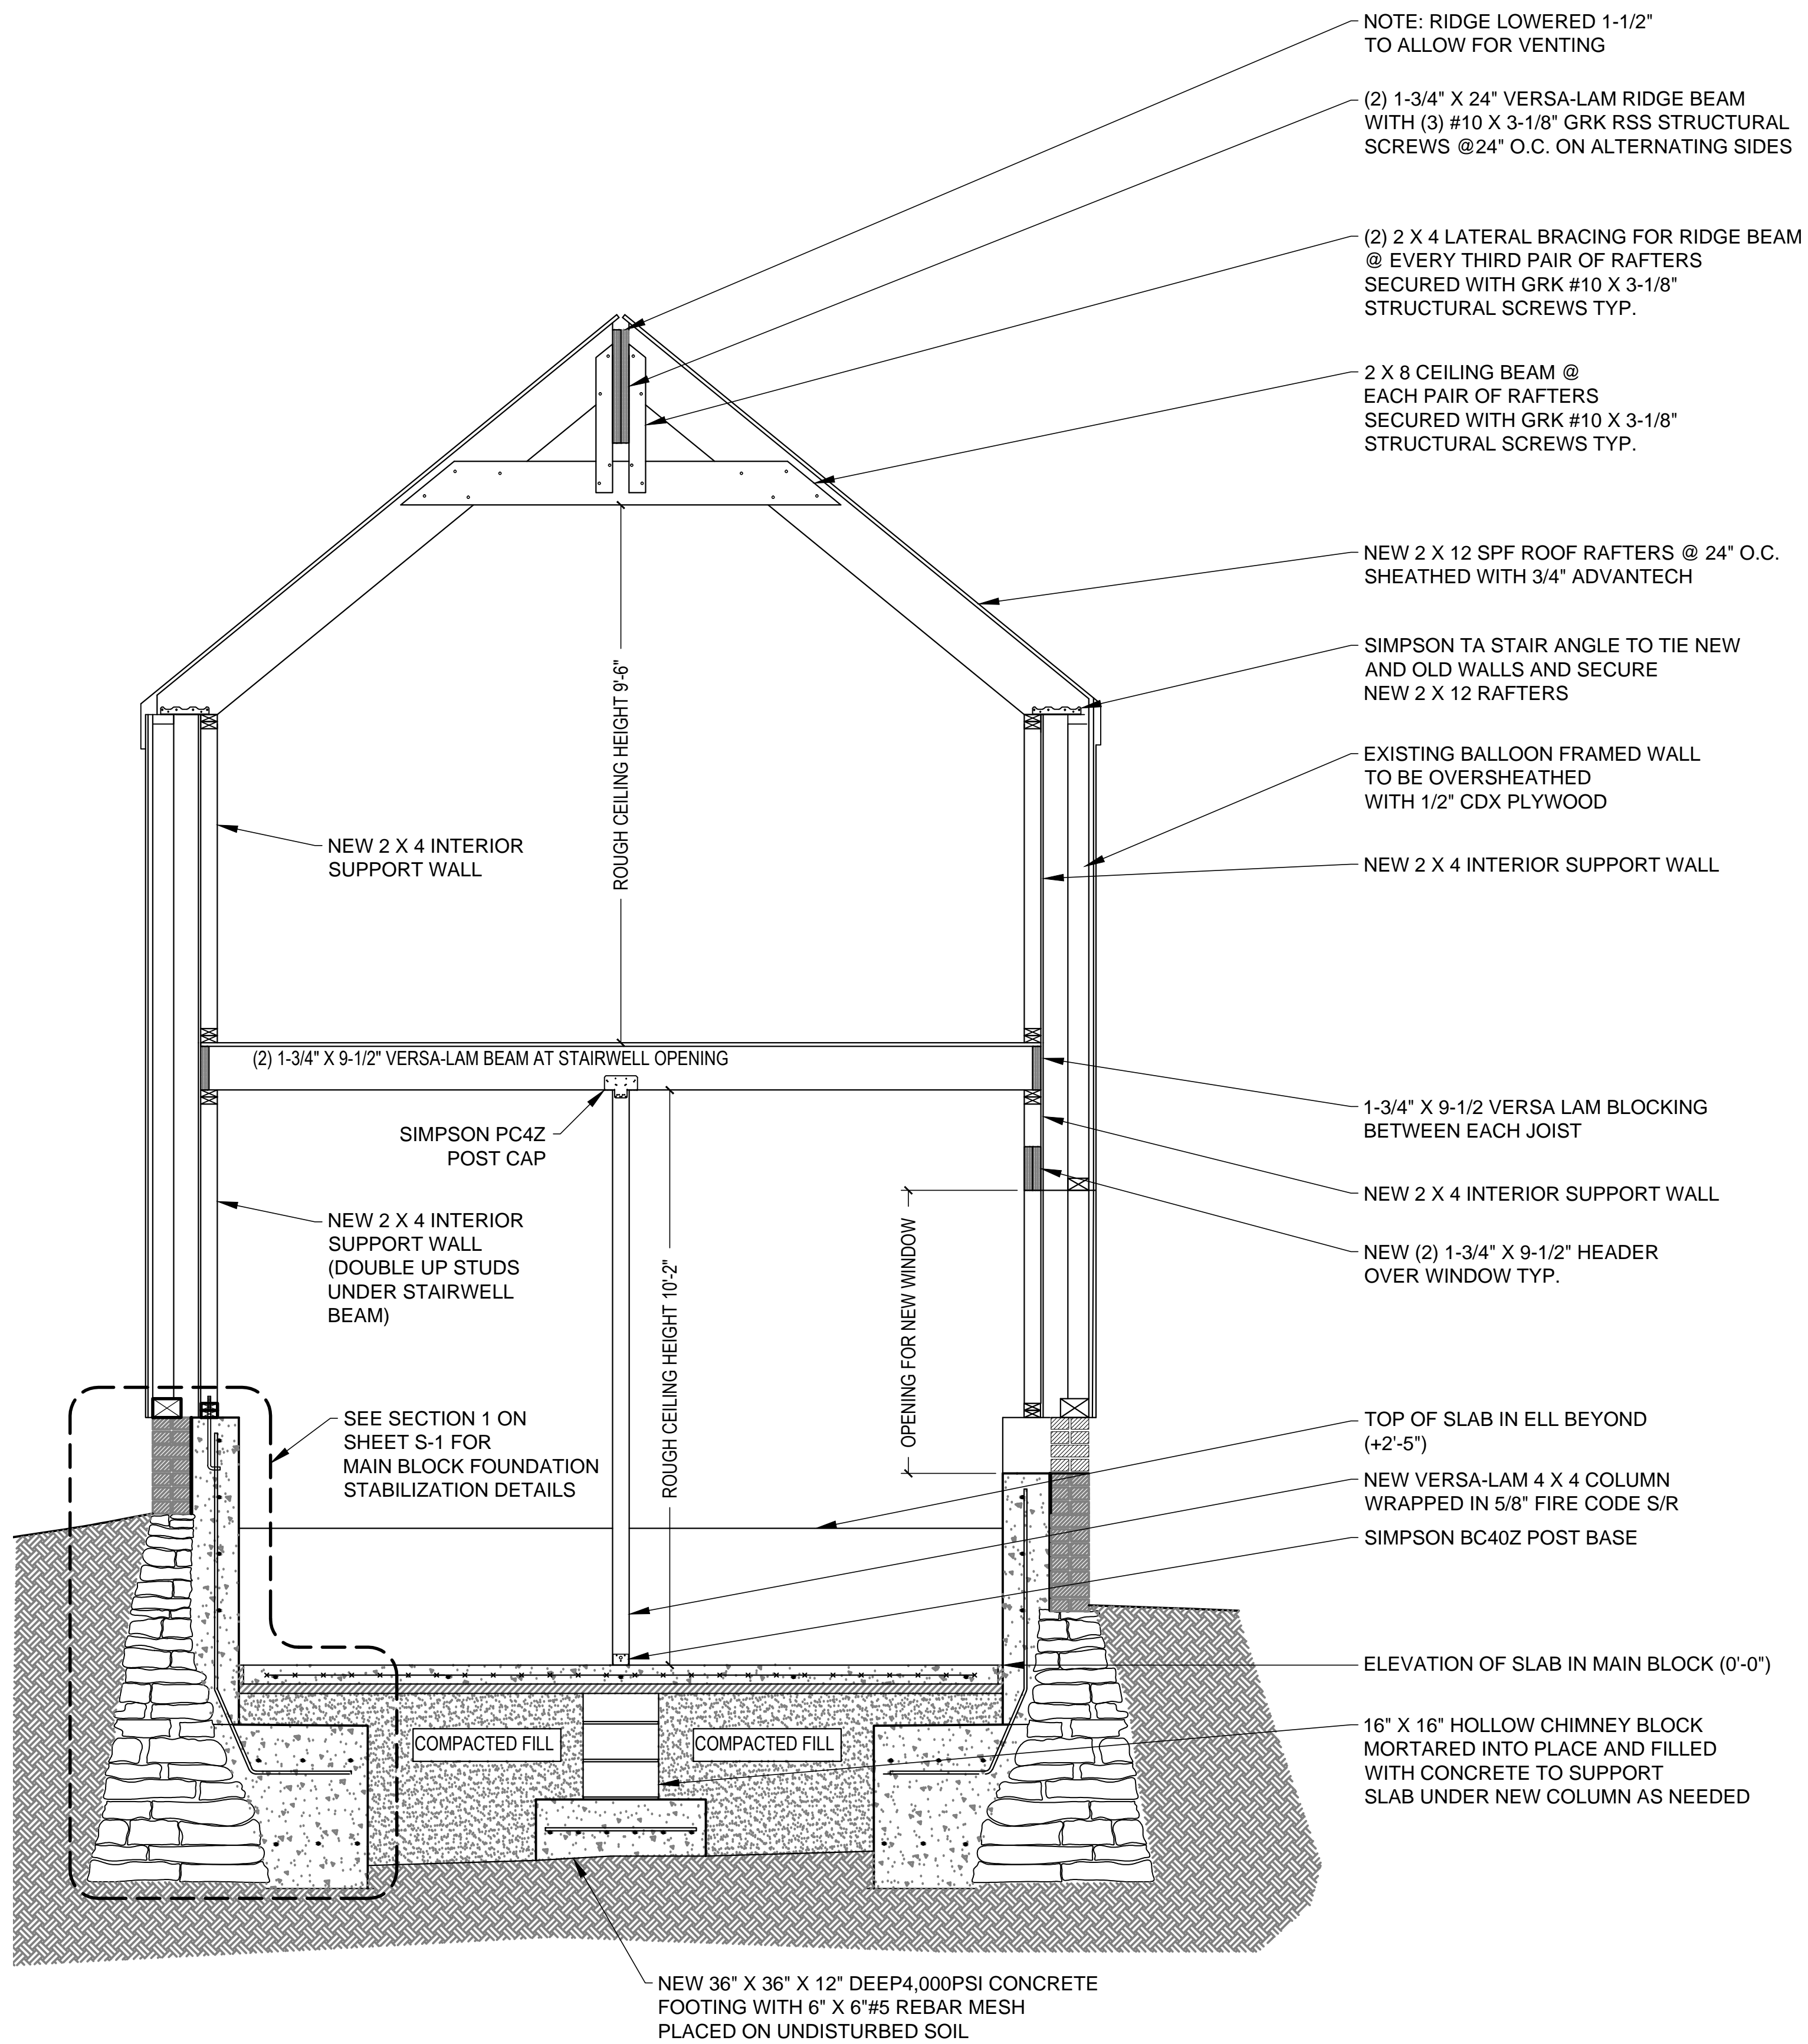 NOTE: RIDGE LOWERED 1-1/2"
TO ALLOW FOR VENTING
(2) 1-3/4" X 24" VERSA-LAM RIDGE BEAM
WITH (3) #10 X 3-1/8" GRK RSS STRUCTURAL
SCREWS @24" O.C. ON ALTERNATING SIDES
(2) 2 X 4 LATERAL BRACING FOR RIDGE BEAM
@ EVERY THIRD PAIR OF RAFTERS
SECURED WITH GRK #10 X 3-1/8"
STRUCTURAL SCREWS TYP.
2 X 8 CEILING BEAM @
EACH PAIR OF RAFTERS
SECURED WITH GRK #10 X 3-1/8"
STRUCTURAL SCREWS TYP.
NEW 2 X 12 SPF ROOF RAFTERS @ 24" O.C.
SHEATHED WITH 3/4" ADVANTECH
SIMPSON TA STAIR ANGLE TO TIE NEW
AND OLD WALLS AND SECURE
NEW 2 X 12 RAFTERS
EXISTING BALLOON FRAMED WALL
TO BE OVERSHEATHED
WITH 1/2" CDX PLYWOOD
NEW 2 X 4 INTERIOR SUPPORT WALL
NEW 2 X 4 INTERIOR
SUPPORT WALL
ROUGH CEILING HEIGHT 9'-6"
(2) 1-3/4" X 9-1/2" VERSA-LAM BEAM AT STAIRWELL OPENING
SIMPSON PC4Z
POST CAP
1-3/4" X 9-1/2 VERSA LAM BLOCKING
BETWEEN EACH JOIST
NEW 2 X 4 INTERIOR SUPPORT WALL
NEW (2) 1-3/4" X 9-1/2" HEADER
OVER WINDOW TYP.
NEW 2 X 4 INTERIOR
SUPPORT WALL
(DOUBLE UP STUDS
UNDER STAIRWELL
BEAM)
ROUGH CEILING HEIGHT 10'-2"
OPENING FOR NEW WINDOW
SEE SECTION 1 ON
SHEET S-1 FOR
MAIN BLOCK FOUNDATION
STABILIZATION DETAILS
TOP OF SLAB IN ELL BEYOND
(+2'-5")
NEW VERSA-LAM 4 X 4 COLUMN
WRAPPED IN 5/8" FIRE CODE S/R
SIMPSON BC40Z POST BASE
ELEVATION OF SLAB IN MAIN BLOCK (0'-0")
COMPACTED FILL
COMPACTED FILL
16" X 16" HOLLOW CHIMNEY BLOCK
MORTARED INTO PLACE AND FILLED
WITH CONCRETE TO SUPPORT
SLAB UNDER NEW COLUMN AS NEEDED
NEW 36" X 36" X 12" DEEP4,000PSI CONCRETE
FOOTING WITH 6" X 6"#5 REBAR MESH
PLACED ON UNDISTURBED SOIL